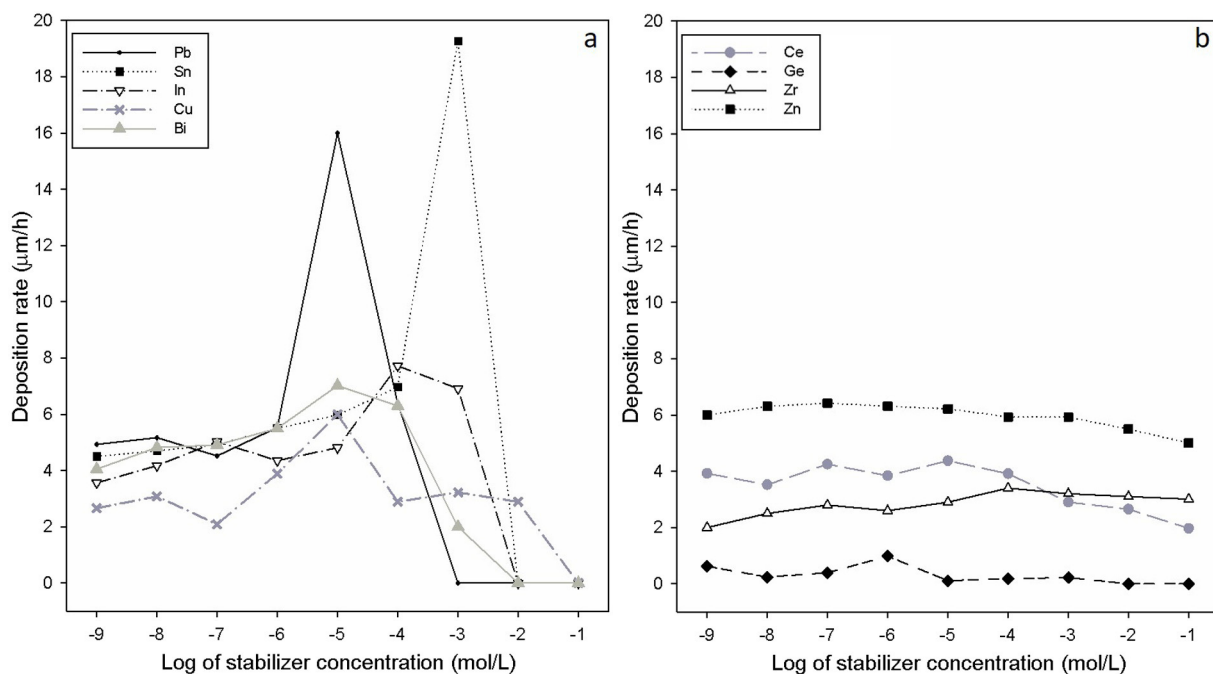 a
Pb
Sn
In
Cu
Bi
20
18
16
14
12
10
8
6
4
2
0
Deposition rate (μm/h)
-9 -8 -7 -6 -5 -4 -3 -2 -1
Log of stabilizer concentration (mol/L)
b
Ce
Ge
Zr
Zn
20
18
16
14
12
10
8
6
4
2
0
Deposition rate (μm/h)
-9 -8 -7 -6 -5 -4 -3 -2 -1
Log of stabilizer concentration (mol/L)